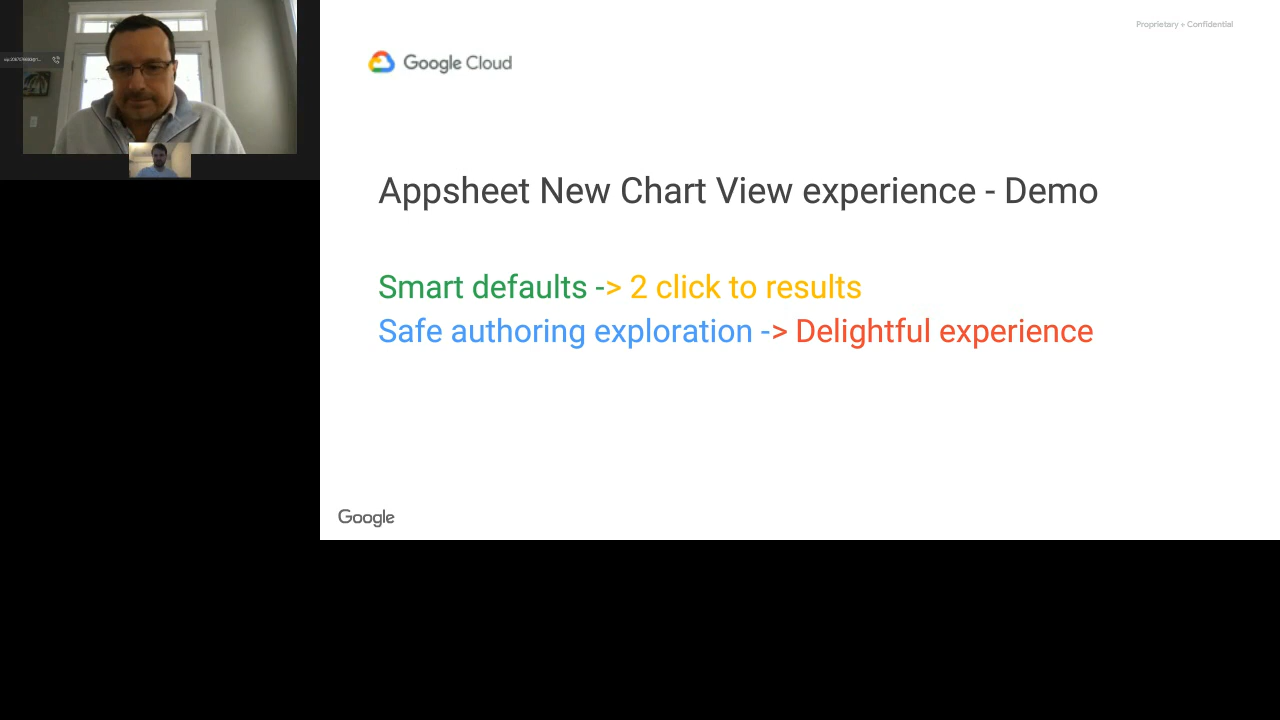 Proprietary + Confidential
Google Cloud
Appsheet New Chart View experience - Demo
Smart defaults -> 2 click to results
Safe authoring exploration -> Delightful experience
Google